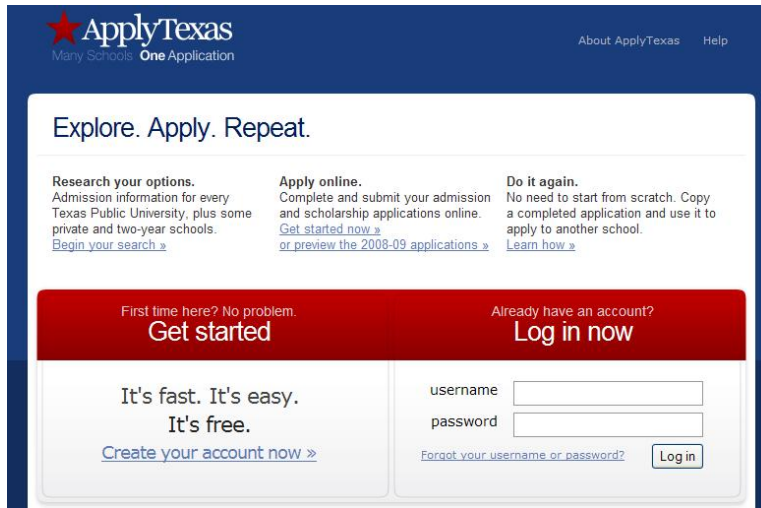 ApplyTexas
Many Schools One Application
About ApplyTexas Help
Explore. Apply. Repeat.
Research your options.
Admission information for every
Texas Public University, plus some
private and two-year schools.
Begin your search »
Apply online.
Complete and submit your admission
and scholarship applications online.
Get started now »
or preview the 2008-09 applications »
Do it again.
No need to start from scratch. Copy
a completed application and use it to
apply to another school.
Learn how »
First time here? No problem.
Get started
It's fast. It's easy.
It's free.
Create your account now »
Already have an account?
Log in now
username
password
Forgot your username or password?
Log in